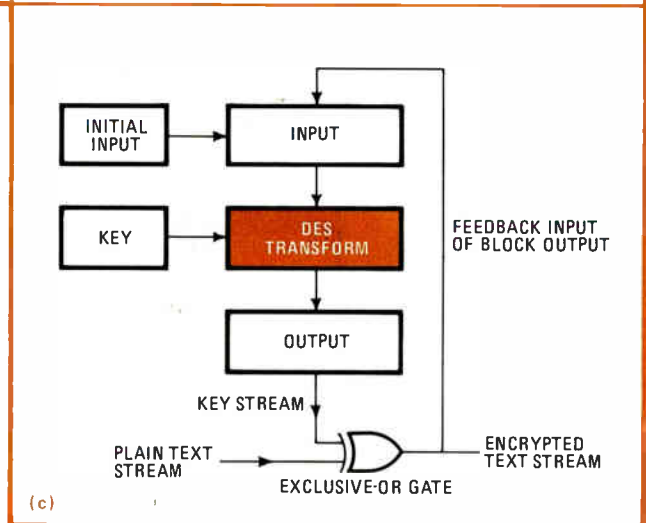 INITIAL
INPUT
INPUT
KEY
DES
TRANSFORM
FEEDBACK INPUT
OF BLOCK OUTPUT
OUTPUT
KEY STREAM
PLAIN TEXT
STREAM
ENCRYPTED
TEXT STREAM
EXCLUSIVE-OR GATE
(c)